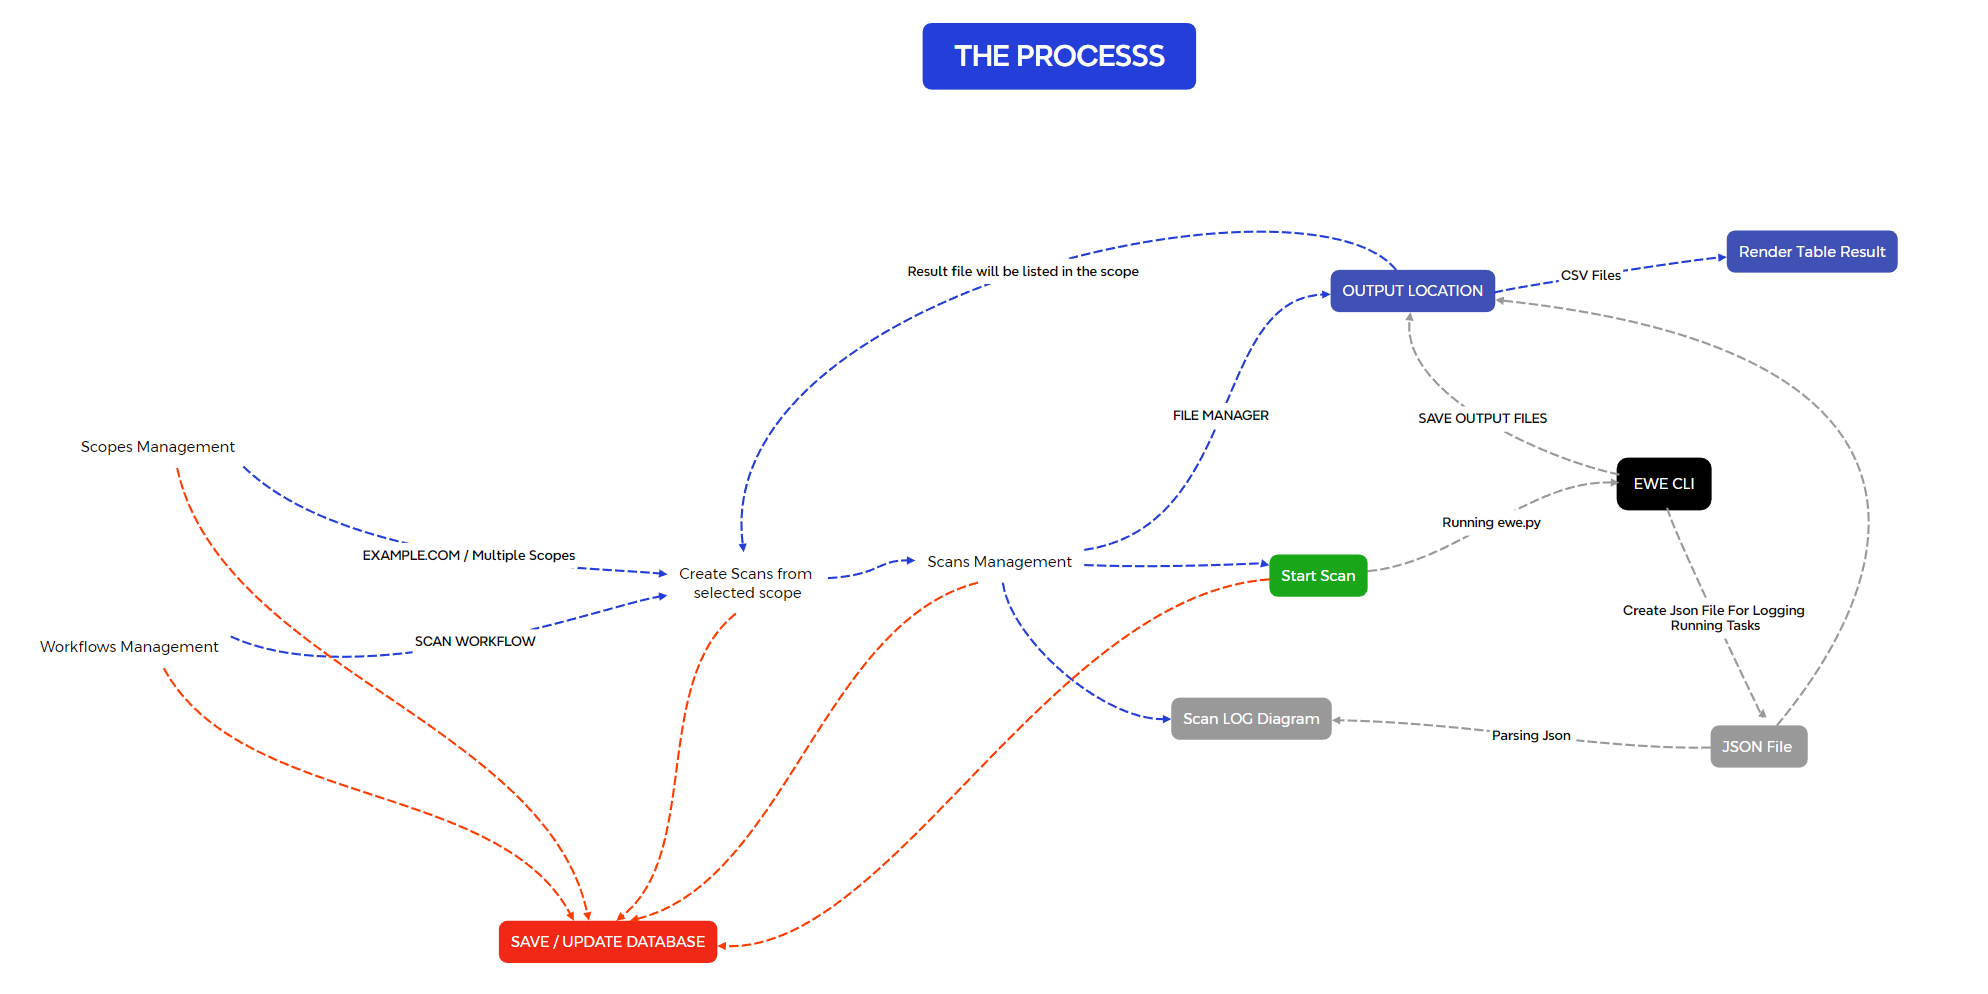 THE PROCESSS
Render Table Result
Result file will be listed in the scope
CSV Files
OUTPUT LOCATION
FILE MANAGER
SAVE OUTPUT FILES
Scopes Management
EWE CLI
Running ewe.py
EXAMPLE.COM / Multiple Scopes
Create Scans from
selected scope
Scans Management
Start Scan
Create Json File For Logging
Running Tasks
Workflows Management
SCAN WORKFLOW
Scan LOG Diagram
Parsing Json
JSON File
SAVE / UPDATE DATABASE